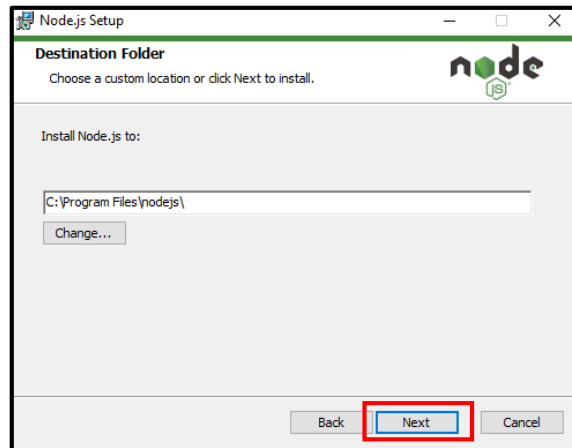 Node.js Setup
Destination Folder
Choose a custom location or click Next to install.
node
JS
Install Node.js to:
C:\Program Files\nodejs\
Change...
Back Next Cancel